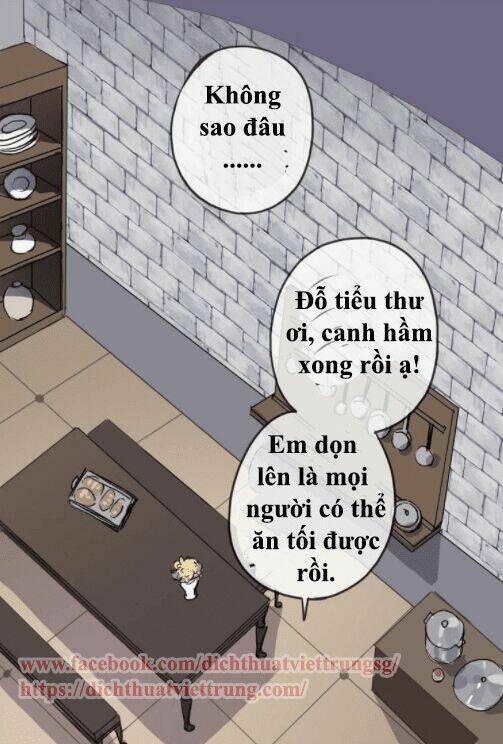 Không
sao đâu
......
Đỗ tiểu thư
ơi, canh hầm
xong rồi ạ!
Em dọn
lên là mọi
người có thể
ăn tối được
rồi.
www.facebook.com/dichthuatviettrungsg/
https://dichthuatviettrung.com/